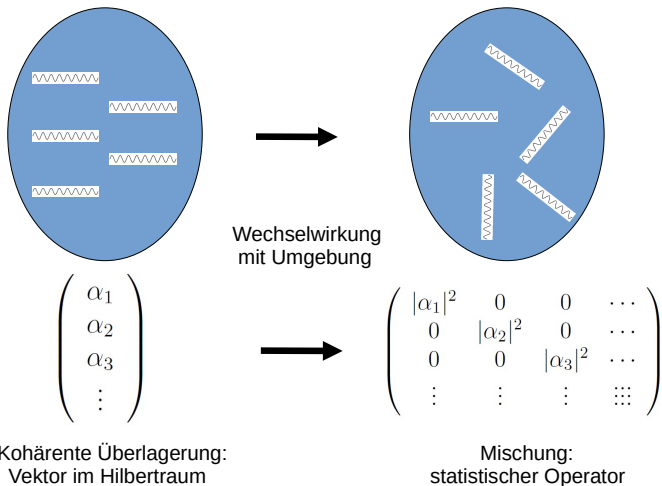 Wechselwirkung
mit Umgebung
α₁
α₂
α₃
⋮
|α₁|² 0 0 ⋯
0 |α₂|² 0 ⋯
0 0 |α₃|² ⋯
⋮ ⋮ ⋮ ⋮⋮⋮
Kohärente Überlagerung:
Vektor im Hilbertraum
Mischung:
statistischer Operator